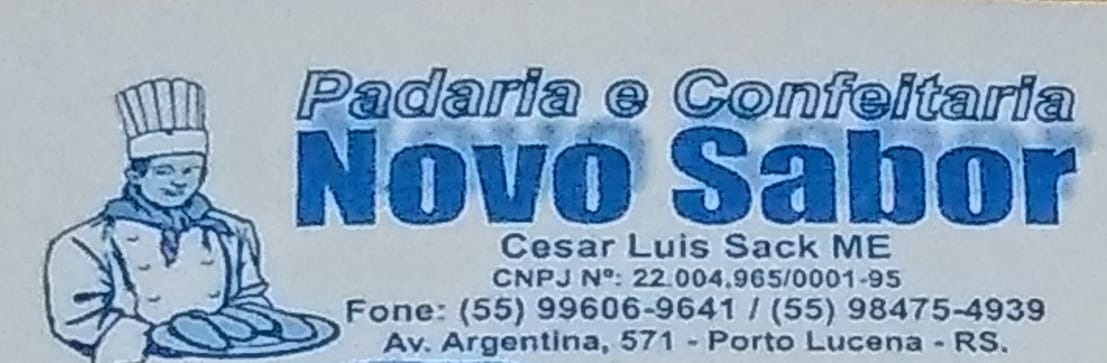 Padaria e Confeitaria
Novo Sabor
Cesar Luis Sack ME
CNPJ Nº: 22.004.965/0001-95
Fone: (55) 99606-9641 / (55) 98475-4939
Av. Argentina, 571 - Porto Lucena - RS.